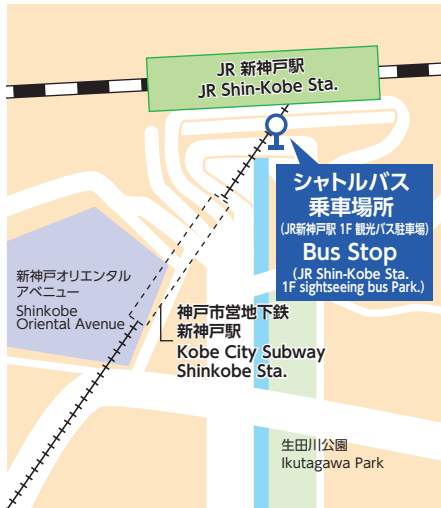 JR 新神戸駅
JR Shin-Kobe Sta.
シャトルバス
乗車場所
(JR新神戸駅 1F 観光バス駐車場)
Bus Stop
(JR Shin-Kobe Sta.
1F sightseeing bus Park.)
新神戸オリエンタル
アベニュー
Shinkobe
Oriental Avenue
神戸市営地下鉄
新神戸駅
Kobe City Subway
Shinkobe Sta.
生田川公園
Ikutagawa Park